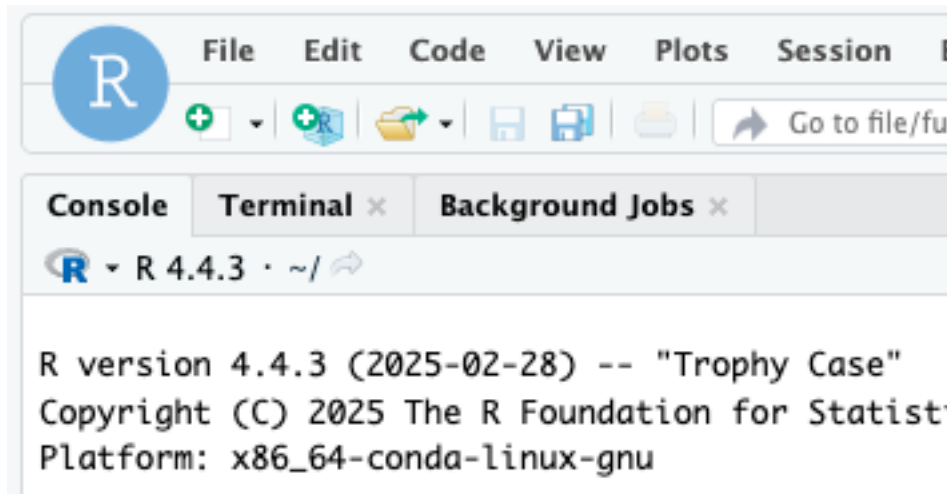 R File Edit Code View Plots Session
R Go to file/fu
Console Terminal × Background Jobs ×
R R 4.4.3 · ~/
R version 4.4.3 (2025-02-28) -- "Trophy Case"
Copyright (C) 2025 The R Foundation for Statist
Platform: x86_64-conda-linux-gnu